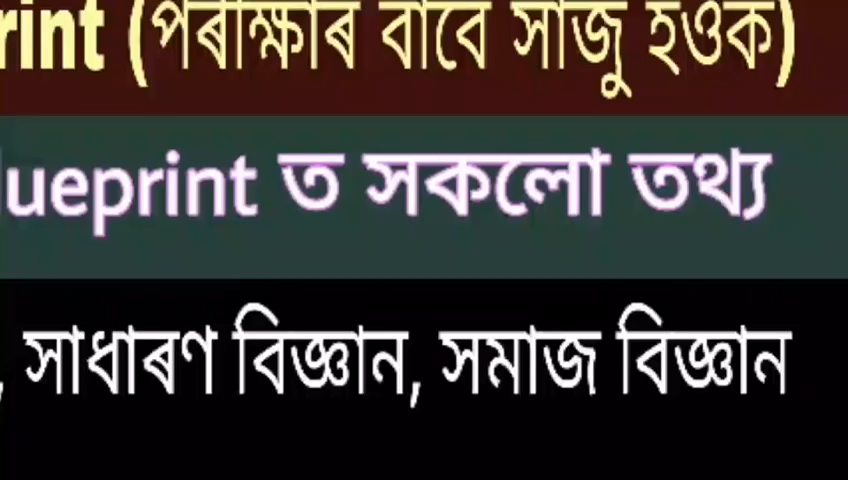 rint (পৰীক্ষাৰ বাবে সাজু হওক)
lueprint ত সকলো তথ্য
, সাধাৰণ বিজ্ঞান, সমাজ বিজ্ঞান